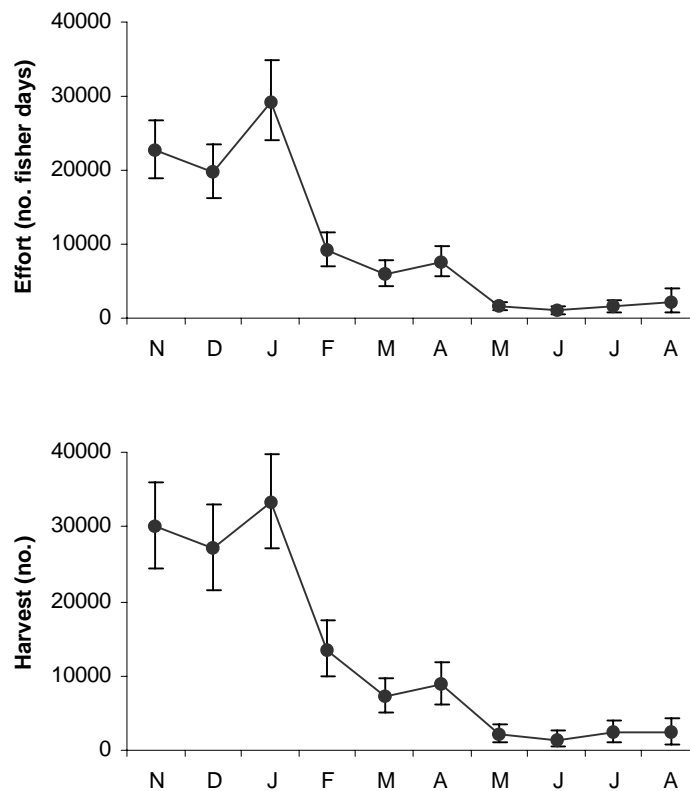 Effort (no. fisher days)
40000
30000
20000
10000
0
N D J F M A M J J A
Harvest (no.)
40000
30000
20000
10000
0
N D J F M A M J J A